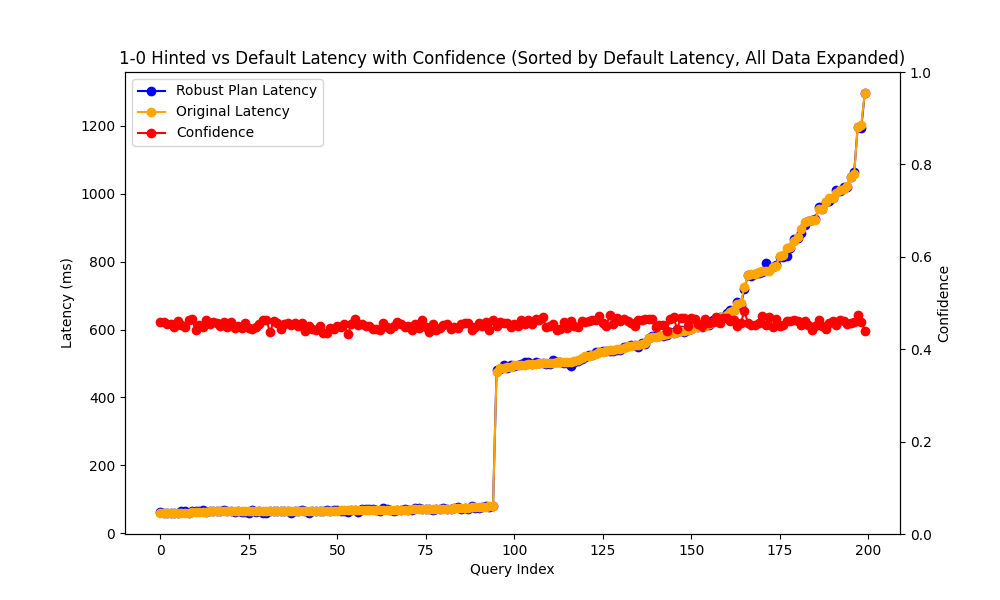 1-0 Hinted vs Default Latency with Confidence (Sorted by Default Latency, All Data Expanded)
Robust Plan Latency
Original Latency
Confidence
1200
1000
800
600
400
200
0
Latency (ms)
1.0
0.8
0.6
0.4
0.2
0.0
Confidence
0 25 50 75 100 125 150 175 200
Query Index